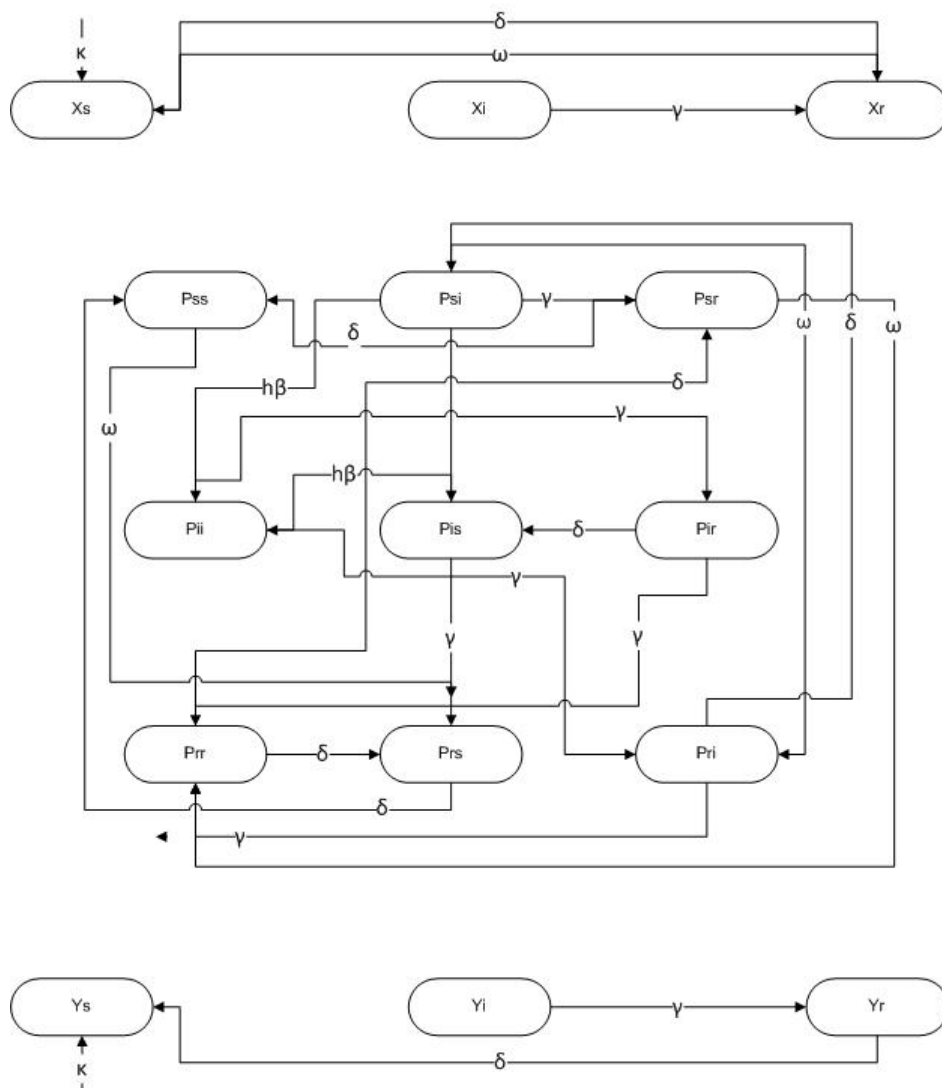 δ
κ ω
Xs Xi γ Xr
Pss Psi γ Psr
δ ω δ ω
hβ δ
ω γ
hβ
Pii Pis δ Pir
γ
γ γ
Prr δ Prs Pri
δ
γ
Ys Yi γ Yr
κ δ